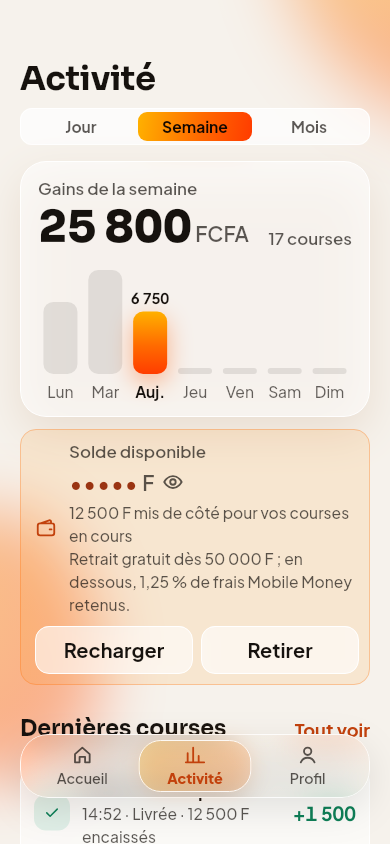 Activité
Jour Semaine Mois
Gains de la semaine
25 800 FCFA 17 courses
6 750
Lun Mar Auj. Jeu Ven Sam Dim
Solde disponible
••••• F
12 500 F mis de côté pour vos courses
en cours
Retrait gratuit dès 50 000 F ; en
dessous, 1,25 % de frais Mobile Money
retenus.
Recharger Retirer
Dernières courses Tout voir
Accueil Activité Profil
14:52 · Livrée · 12 500 F
encaissés
+1 500